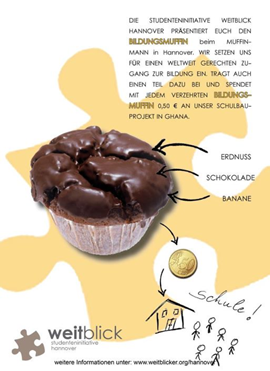 DIE STUDENTENINITIATIVE WEITBLICK
HANNOVER PRÄSENTIERT EUCH DEN
BILDUNGSMUFFIN beim MUFFIN-
MANN in Hannover. WIR SETZEN UNS
FÜR EINEN WELTWEIT GERECHTEN ZU-
GANG ZUR BILDUNG EIN. TRAGT AUCH
EINEN TEIL DAZU BEI UND SPENDET
MIT JEDEM VERZEHRTEN BILDUNGS-
MUFFIN 0,50 € AN UNSER SCHULBAU-
PROJEKT IN GHANA.
ERDNUSS
SCHOKOLADE
BANANE
Schule!
weitblick
studenteninitiative
hannover
weitere Informationen unter: www.weitblicker.org/hannover